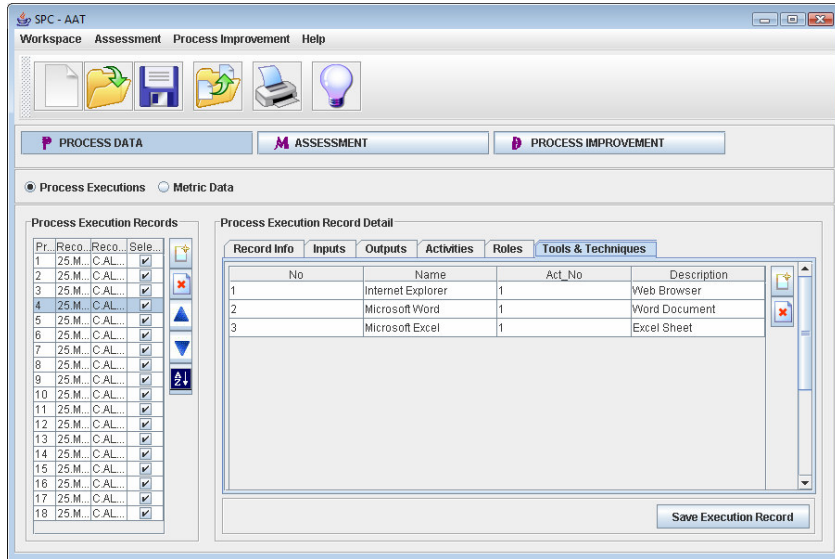 SPC - AAT
Workspace Assessment Process Improvement Help
P PROCESS DATA M ASSESSMENT D PROCESS IMPROVEMENT
Process Executions Metric Data
Process Execution Records
Pr... Reco... Reco... Sele...
1 25.M... C.AL...
2 25.M... C.AL...
3 25.M... C.AL...
4 25.M... C.AL...
5 25.M... C.AL...
6 25.M... C.AL...
7 25.M... C.AL...
8 25.M... C.AL...
9 25.M... C.AL...
10 25.M... C.AL...
11 25.M... C.AL...
12 25.M... C.AL...
13 25.M... C.AL...
14 25.M... C.AL...
15 25.M... C.AL...
16 25.M... C.AL...
17 25.M... C.AL...
18 25.M... C.AL...
A
Z
Process Execution Record Detail
Record Info Inputs Outputs Activities Roles Tools & Techniques
No Name Act_No Description
1 Internet Explorer 1 Web Browser
2 Microsoft Word 1 Word Document
3 Microsoft Excel 1 Excel Sheet
Save Execution Record